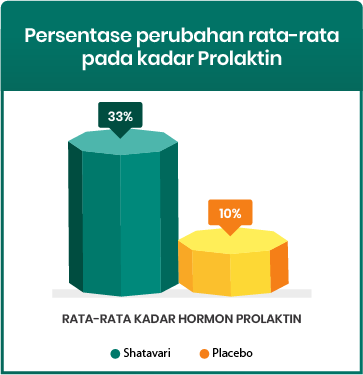 Persentase perubahan rata-rata
pada kadar Prolaktin
33%
10%
RATA-RATA KADAR HORMON PROLAKTIN
Shatavari
Placebo